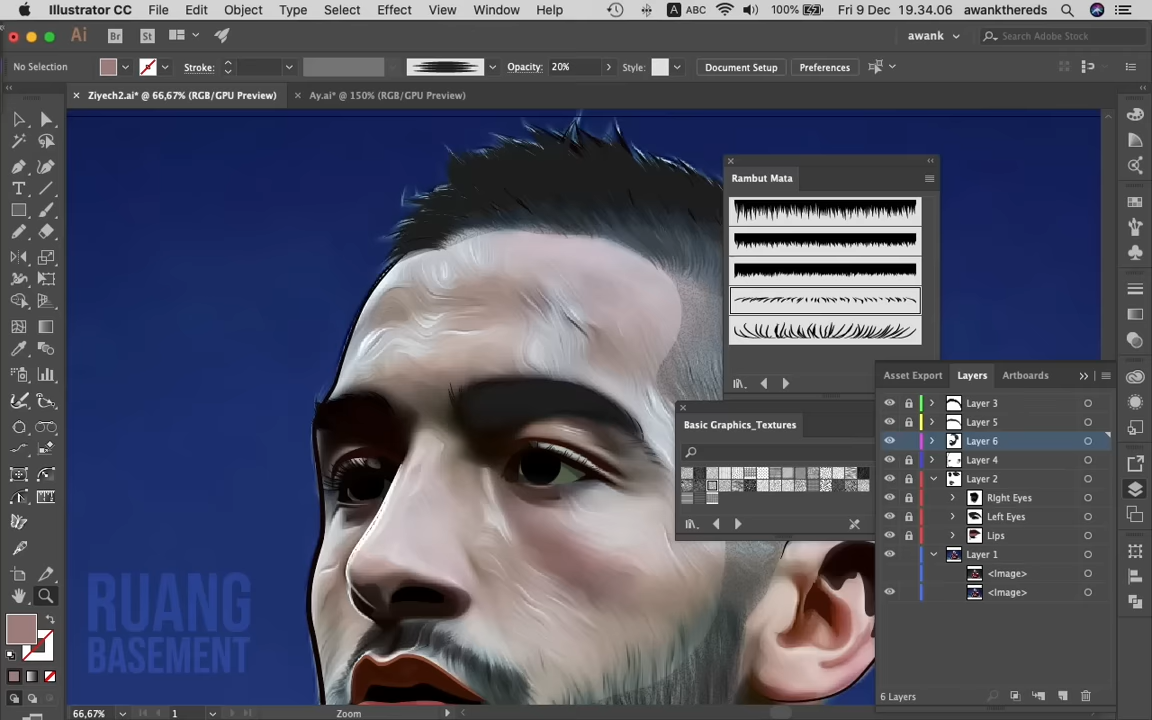 Illustrator CC File Edit Object Type Select Effect View Window Help A ABC 100% Fri 9 Dec 19.34.06 awankthereds
Ai Br St awank Search Adobe Stock
No Selection Stroke: Opacity: 20% Style: Document Setup Preferences
Ziyech2.ai* @ 66,67% (RGB/GPU Preview) Ay.ai* @ 150% (RGB/GPU Preview)
Rambut Mata
Asset Export Layers Artboards
Layer 3
Layer 5
Basic Graphics_Textures
Layer 6
Layer 4
Layer 2
RIght Eyes
Left Eyes
Lips
Layer 1
<Image>
<Image>
RUANG
BASEMENT
6 Layers
66,67% 1 Zoom